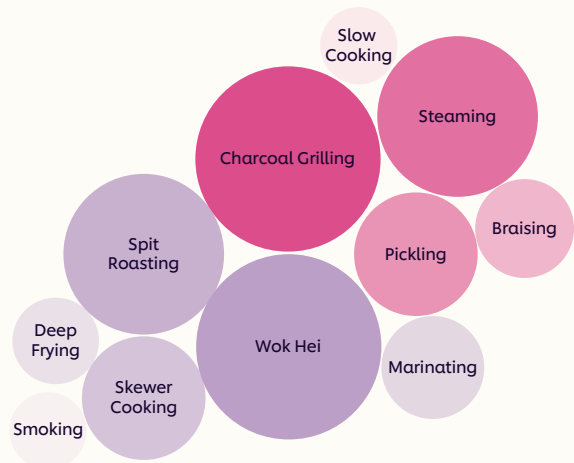 Slow
Cooking
Steaming
Charcoal Grilling
Braising
Spit
Roasting
Pickling
Deep
Frying
Wok Hei
Marinating
Skewer
Cooking
Smoking